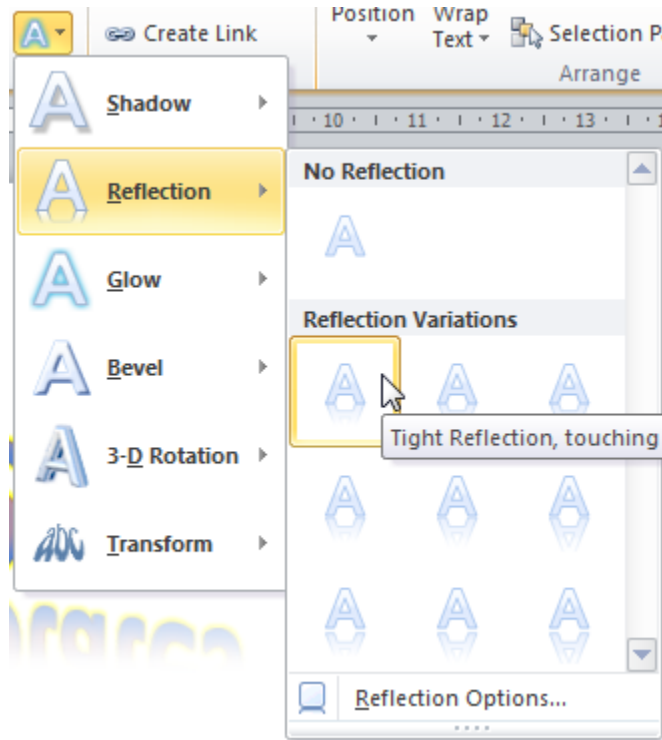 Position Wrap
Create Link Text Selection P
Arrange
10 11 12 13
Shadow
Reflection
Glow
Bevel
3-D Rotation
abc Transform
No Reflection
Reflection Variations
Tight Reflection, touching
Reflection Options...